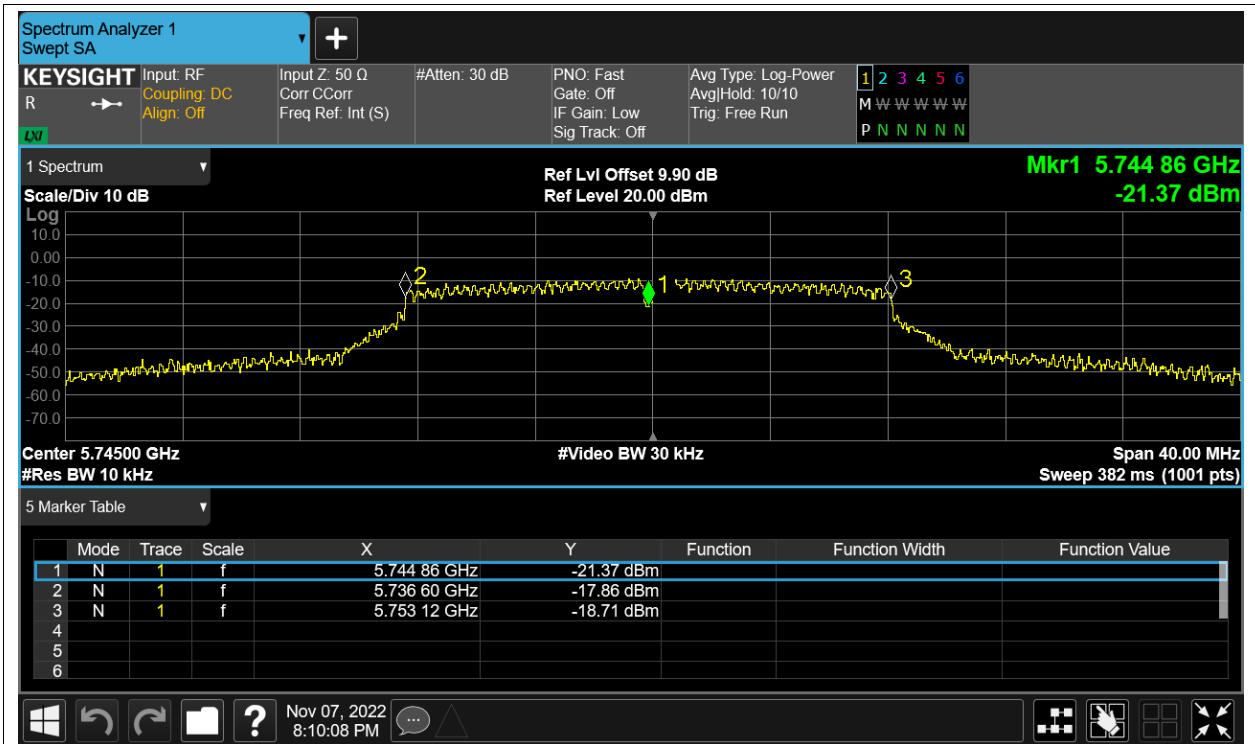 Spectrum Analyzer 1
Swept SA
KEYSIGHT
R
LXI
Input: RF
Coupling: DC
Align: Off
Input Z: 50 Ω
Corr CCorr
Freq Ref: Int (S)
#Atten: 30 dB
PNO: Fast
Gate: Off
IF Gain: Low
Sig Track: Off
Avg Type: Log-Power
Avg|Hold: 10/10
Trig: Free Run
1 2 3 4 5 6
M W W W W W
P N N N N N
1 Spectrum
Scale/Div 10 dB
Ref Lvl Offset 9.90 dB
Ref Level 20.00 dBm
Mkr1 5.744 86 GHz
-21.37 dBm
Log
10.0
0.00
-10.0
-20.0
-30.0
-40.0
-50.0
-60.0
-70.0
2
1
3
Center 5.74500 GHz
#Video BW 30 kHz
Span 40.00 MHz
#Res BW 10 kHz
Sweep 382 ms (1001 pts)
5 Marker Table
Mode Trace Scale X Y Function Function Width Function Value
1 N 1 f 5.744 86 GHz -21.37 dBm
2 N 1 f 5.736 60 GHz -17.86 dBm
3 N 1 f 5.753 12 GHz -18.71 dBm
4
5
6
?
Nov 07, 2022
8:10:08 PM